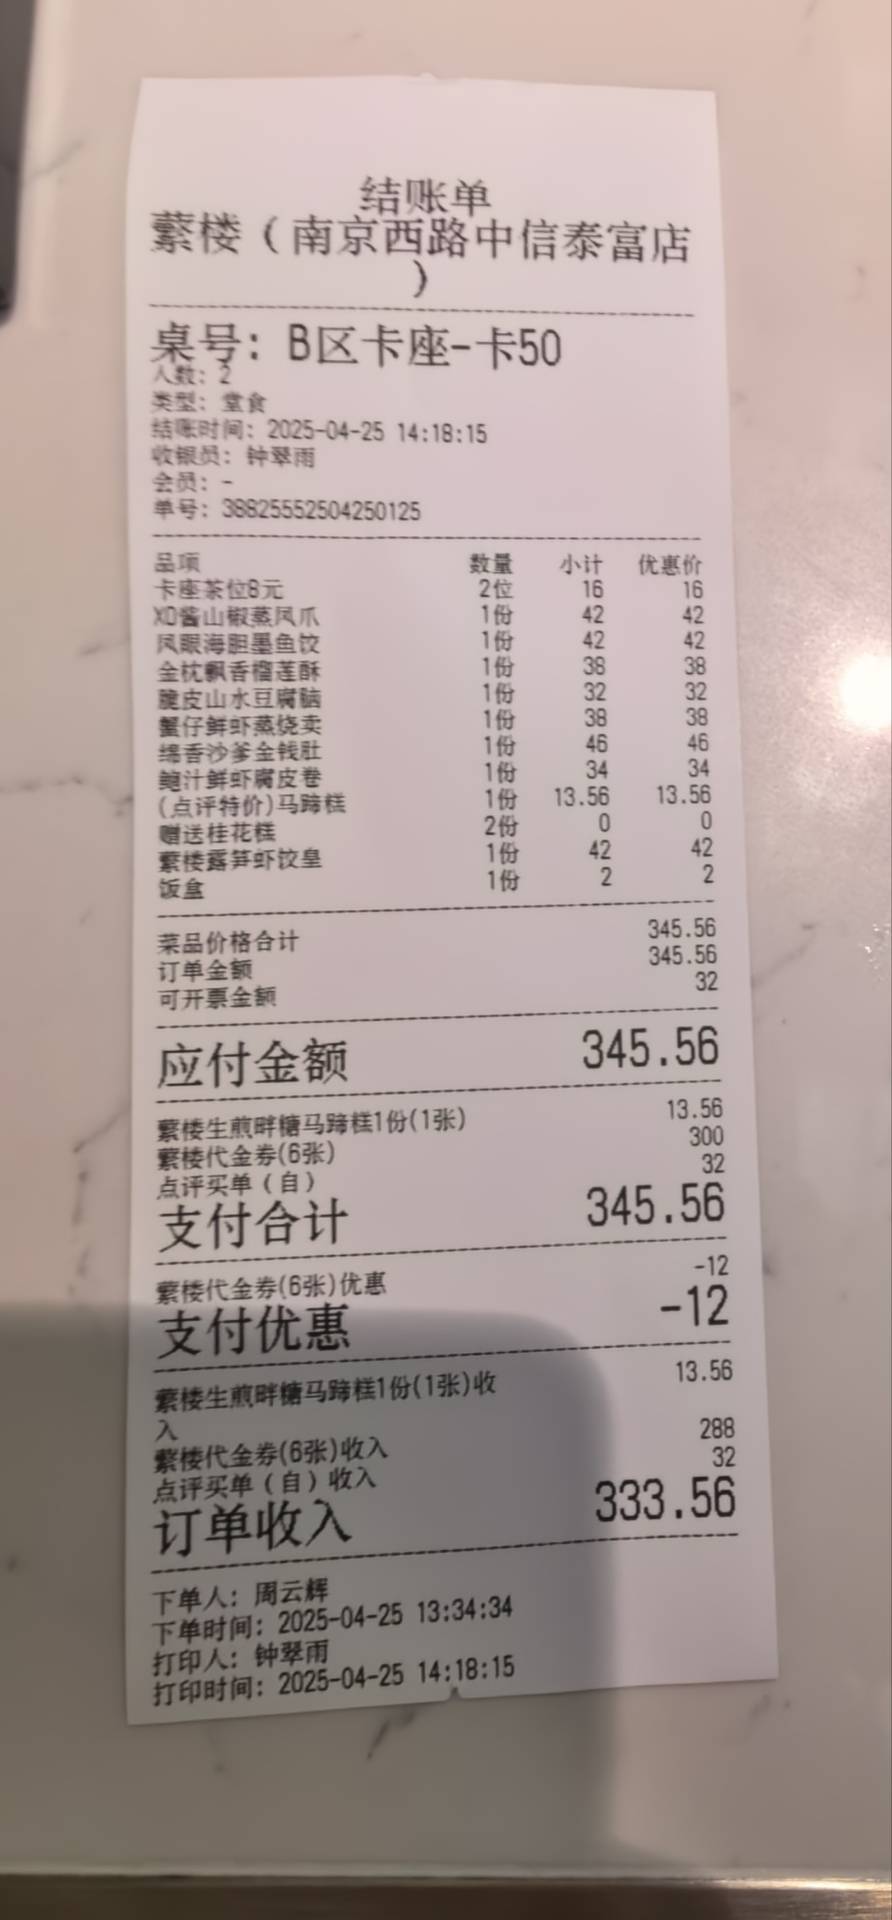 结账单
蘩楼（南京西路中信泰富店
）
桌号：B区卡座-卡50
人数：2
类型：堂食
结账时间：2025-04-25 14:18:15
收银员：钟翠雨
会员：-
单号：38825552504250125
品项 数量 小计 优惠价
卡座茶位8元 2位 16 16
XO酱山椒蒸凤爪 1份 42 42
凤眼海胆墨鱼饺 1份 42 42
金枕飘香榴莲酥 1份 38 38
脆皮山水豆腐脑 1份 32 32
蟹仔鲜虾蒸烧卖 1份 38 38
绵香沙爹金钱肚 1份 46 46
鲍汁鲜虾腐皮卷 1份 34 34
(点评特价)马蹄糕 1份 13.56 13.56
赠送桂花糕 2份 0 0
蘩楼露笋虾饺皇 1份 42 42
饭盒 1份 2 2
菜品价格合计 345.56
订单金额 345.56
可开票金额 32
应付金额 345.56
蘩楼生煎泮糖马蹄糕1份(1张) 13.56
蘩楼代金券(6张) 300
点评买单（自） 32
支付合计 345.56
蘩楼代金券(6张)优惠 -12
支付优惠 -12
蘩楼生煎泮糖马蹄糕1份(1张)收 13.56
入
蘩楼代金券(6张)收入 288
点评买单（自）收入 32
订单收入 333.56
下单人：周云辉
下单时间：2025-04-25 13:34:34
打印人：钟翠雨
打印时间：2025-04-25 14:18:15